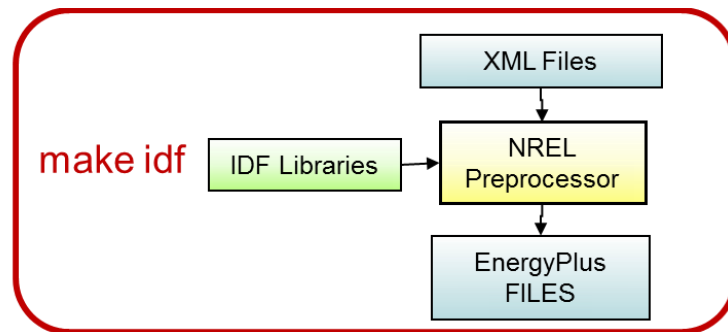 XML Files
make idf
IDF Libraries
NREL
Preprocessor
EnergyPlus
FILES